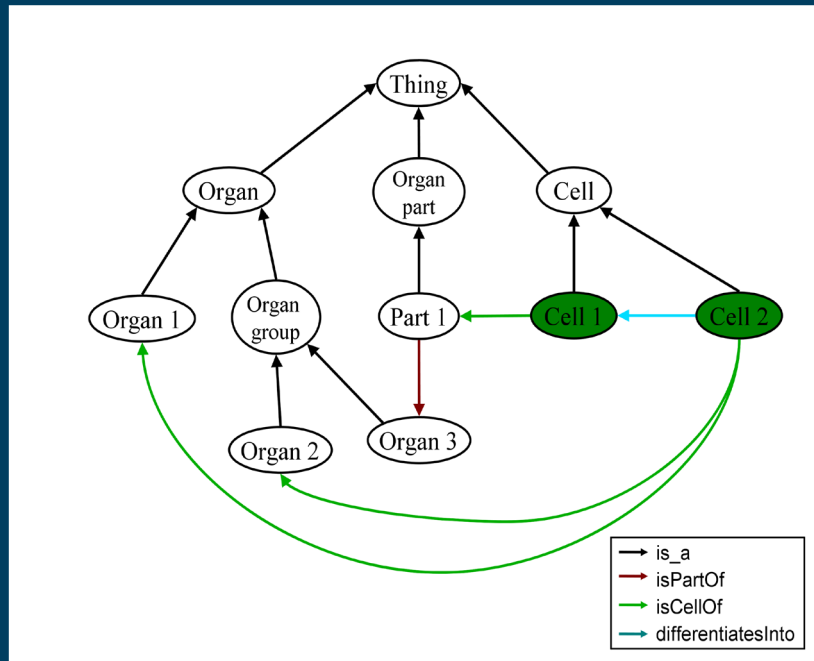 Thing
Organ
Organ
part
Cell
Organ 1
Organ
group
Part 1
Cell 1
Cell 2
Organ 2
Organ 3
is_a
isPartOf
isCellOf
differentiatesInto